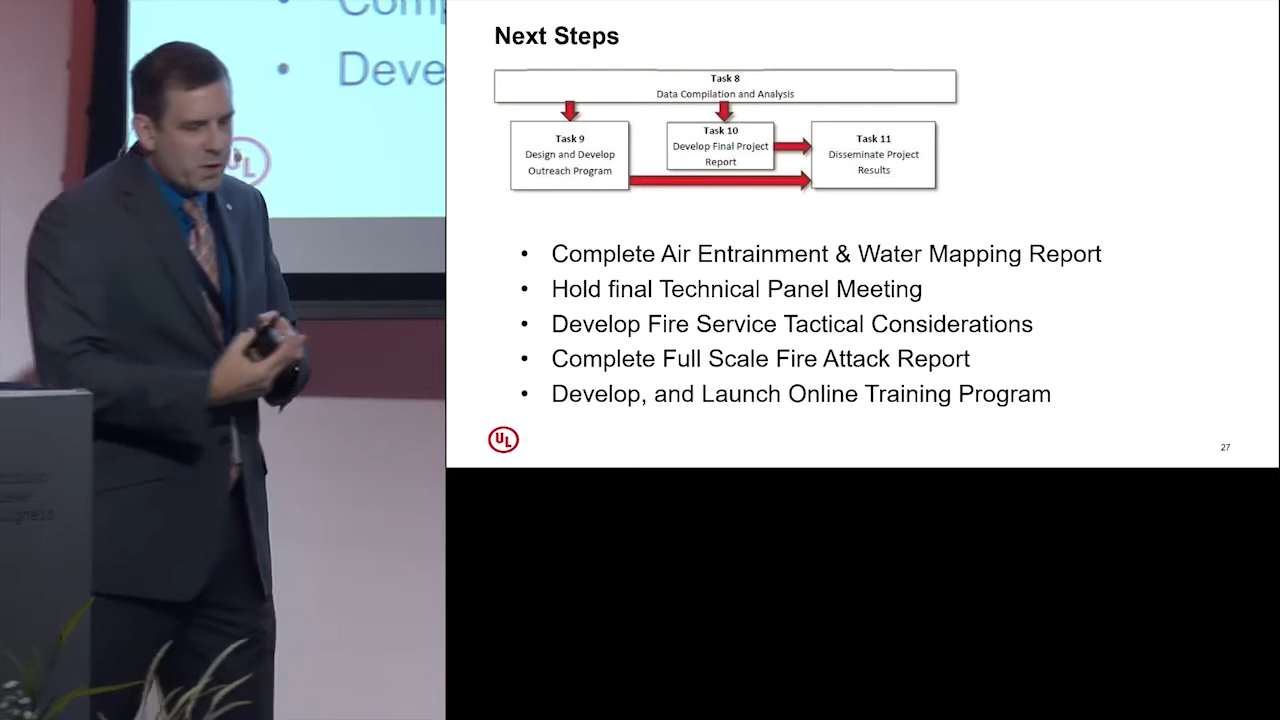 Comp
• Deve
UL
Next Steps
Task 8
Data Compilation and Analysis
Task 9
Design and Develop
Outreach Program
Task 10
Develop Final Project
Report
Task 11
Disseminate Project
Results
• Complete Air Entrainment & Water Mapping Report
• Hold final Technical Panel Meeting
• Develop Fire Service Tactical Considerations
• Complete Full Scale Fire Attack Report
• Develop, and Launch Online Training Program
UL
27